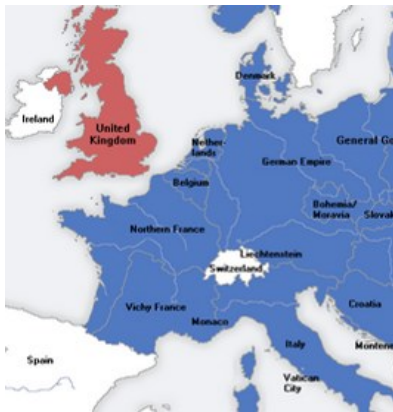 Denmark
Ireland
United
Kingdom
Nether-
lands
General Go
German Empire
Belgium
Bohemia/
Moravia
Slovak
Northern France
Liechtenstein
Switzerland
Vichy France
Croatia
Monaco
Italy
Montene
Spain
Vatican
City